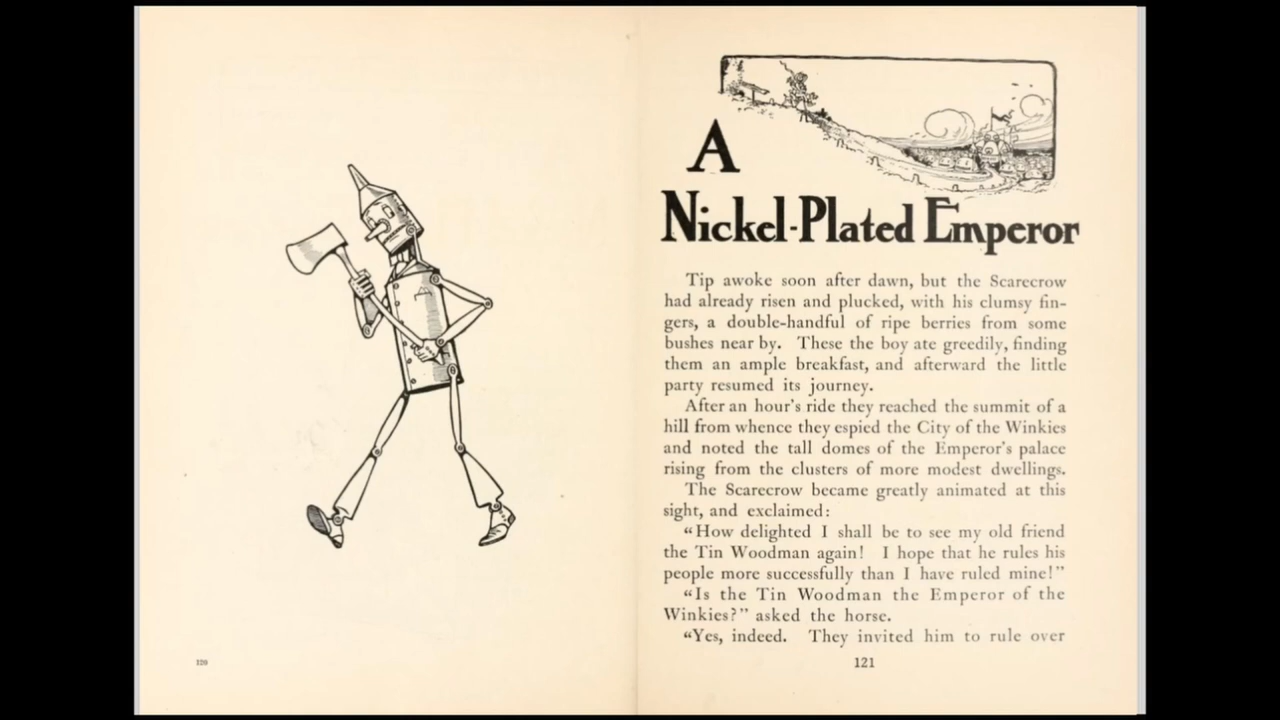 120
A
Nickel-Plated Emperor
Tip awoke soon after dawn, but the Scarecrow
had already risen and plucked, with his clumsy fin-
gers, a double-handful of ripe berries from some
bushes near by. These the boy ate greedily, finding
them an ample breakfast, and afterward the little
party resumed its journey.
After an hour's ride they reached the summit of a
hill from whence they espied the City of the Winkies
and noted the tall domes of the Emperor's palace
rising from the clusters of more modest dwellings.
The Scarecrow became greatly animated at this
sight, and exclaimed:
“How delighted I shall be to see my old friend
the Tin Woodman again! I hope that he rules his
people more successfully than I have ruled mine!”
“Is the Tin Woodman the Emperor of the
Winkies?” asked the horse.
“Yes, indeed. They invited him to rule over
121